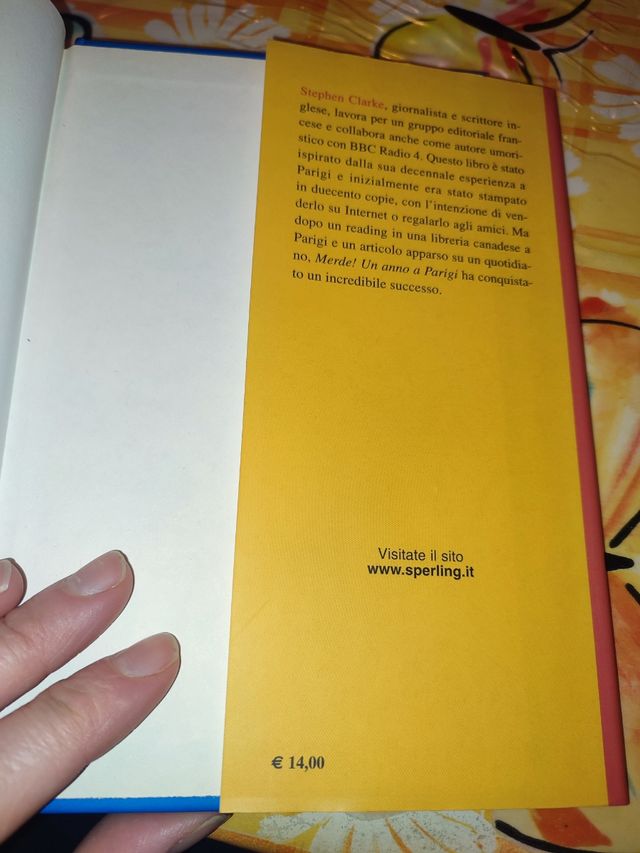 Stephen Clarke, giornalista e scrittore in-
glese, lavora per un gruppo editoriale fran-
cese e collabora anche come autore umori-
stico con BBC Radio 4. Questo libro è stato
ispirato dalla sua decennale esperienza a
Parigi e inizialmente era stato stampato
in duecento copie, con l'intenzione di ven-
derlo su Internet o regalarlo agli amici. Ma
dopo un reading in una libreria canadese a
Parigi e un articolo apparso su un quotidia-
no, Merde! Un anno a Parigi ha conquista-
to un incredibile successo.
Visitate il sito
www.sperling.it
€ 14,00